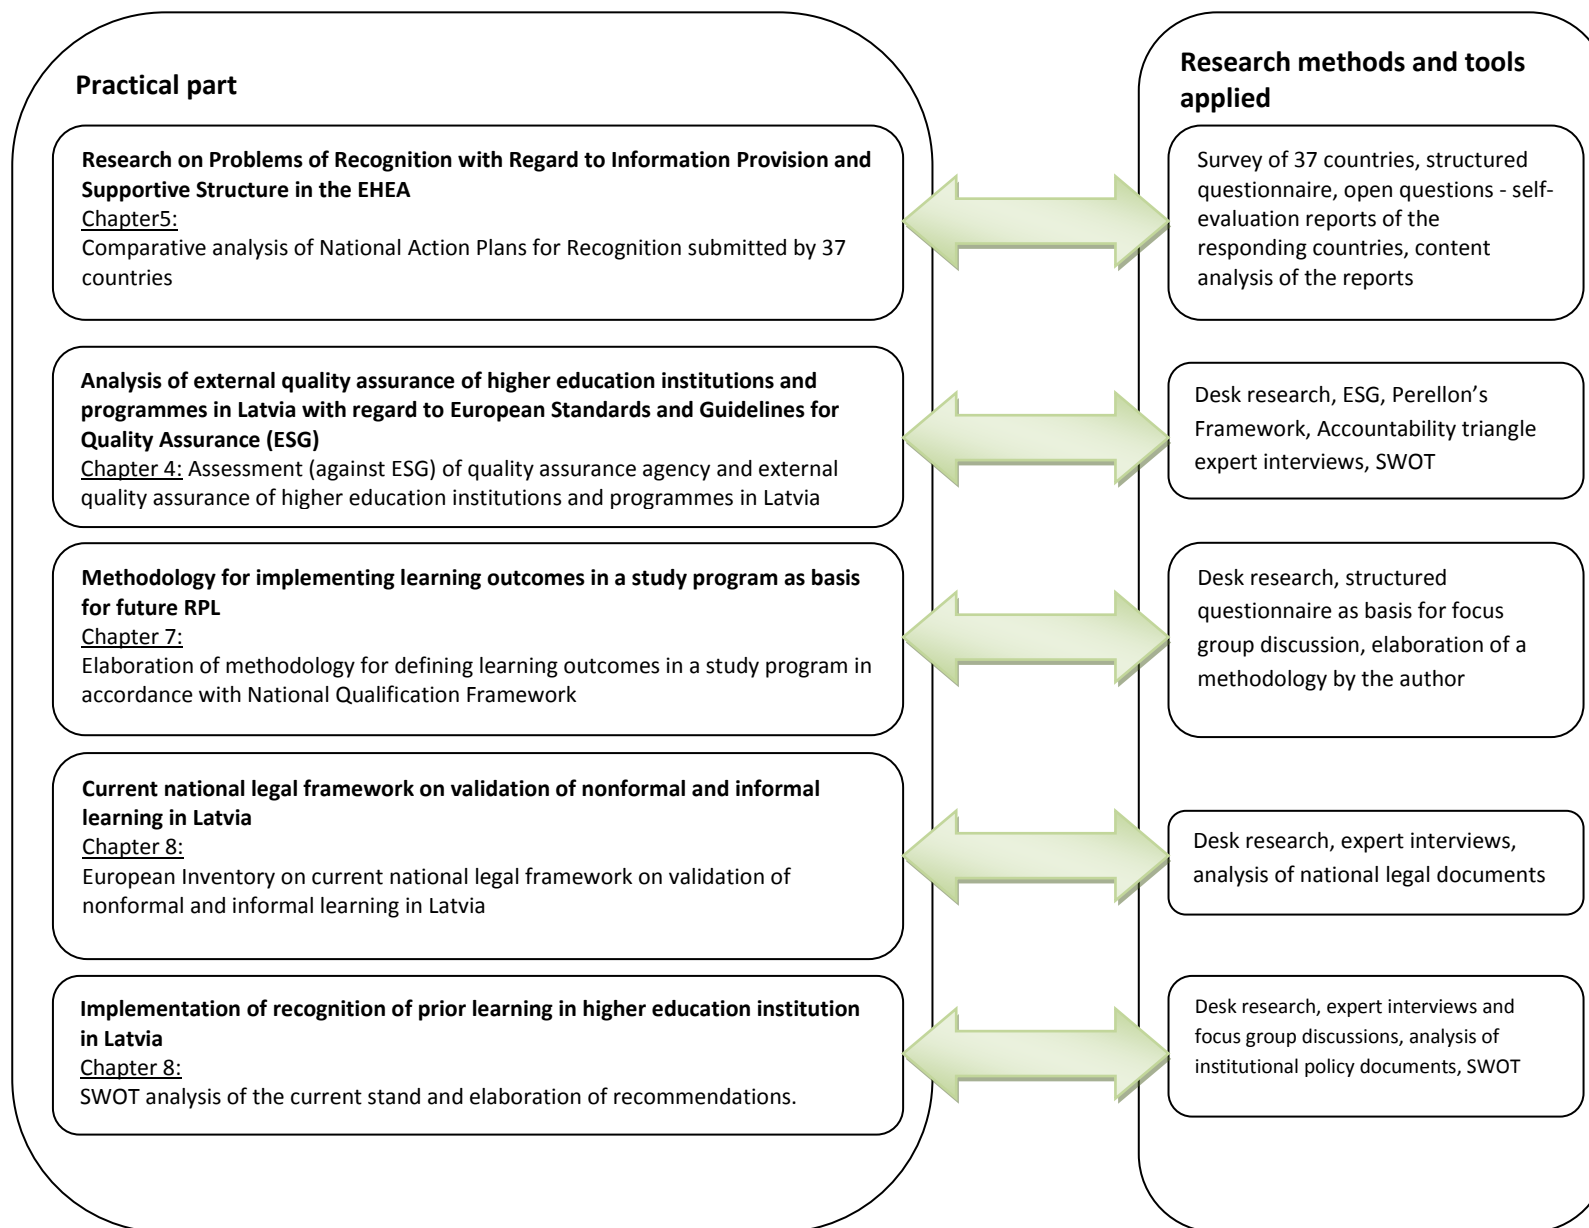 Practical part
Research on Problems of Recognition with Regard to Information Provision and
Supportive Structure in the EHEA
Chapter5:
Comparative analysis of National Action Plans for Recognition submitted by 37
countries
Analysis of external quality assurance of higher education institutions and
programmes in Latvia with regard to European Standards and Guidelines for
Quality Assurance (ESG)
Chapter 4: Assessment (against ESG) of quality assurance agency and external
quality assurance of higher education institutions and programmes in Latvia
Methodology for implementing learning outcomes in a study program as basis
for future RPL
Chapter 7:
Elaboration of methodology for defining learning outcomes in a study program in
accordance with National Qualification Framework
Current national legal framework on validation of nonformal and informal
learning in Latvia
Chapter 8:
European Inventory on current national legal framework on validation of
nonformal and informal learning in Latvia
Implementation of recognition of prior learning in higher education institution
in Latvia
Chapter 8:
SWOT analysis of the current stand and elaboration of recommendations.
Research methods and tools
applied
Survey of 37 countries, structured
questionnaire, open questions - self-
evaluation reports of the
responding countries, content
analysis of the reports
Desk research, ESG, Perellon’s
Framework, Accountability triangle
expert interviews, SWOT
Desk research, structured
questionnaire as basis for focus
group discussion, elaboration of a
methodology by the author
Desk research, expert interviews,
analysis of national legal documents
Desk research, expert interviews and
focus group discussions, analysis of
institutional policy documents, SWOT